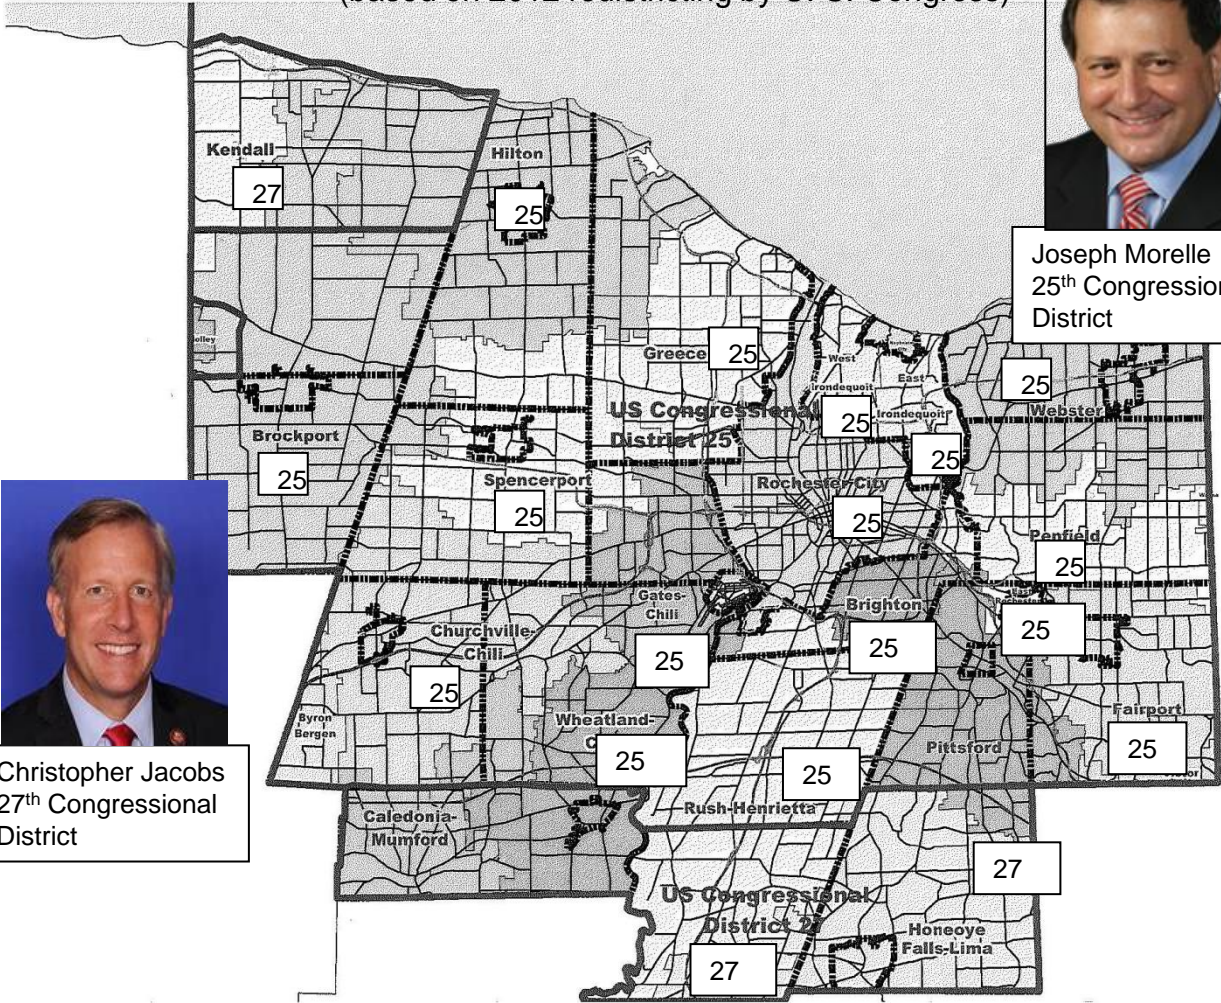 (based on 2012 redistricting by U. S. Congress)
Kendall
27
Hilton
25
Joseph Morelle
25th Congression
District
Greece
25
West
Irondequoit
25
East
Irondequoit
25
25
Webster
US Congressional
District 25
Brockport
25
Spencerport
25
Rochester City
25
Penfield
25
East
Rochester
25
Gates-
Chili
25
Brighton
25
Churchville-
Chili
25
Byron
Bergen
Wheatland-
25
Fairport
25
Pittsford
25
Rush-Henrietta
Christopher Jacobs
27th Congressional
District
Caledonia-
Mumford
27
US Congressional
District 27
Honeoye
Falls-Lima
27